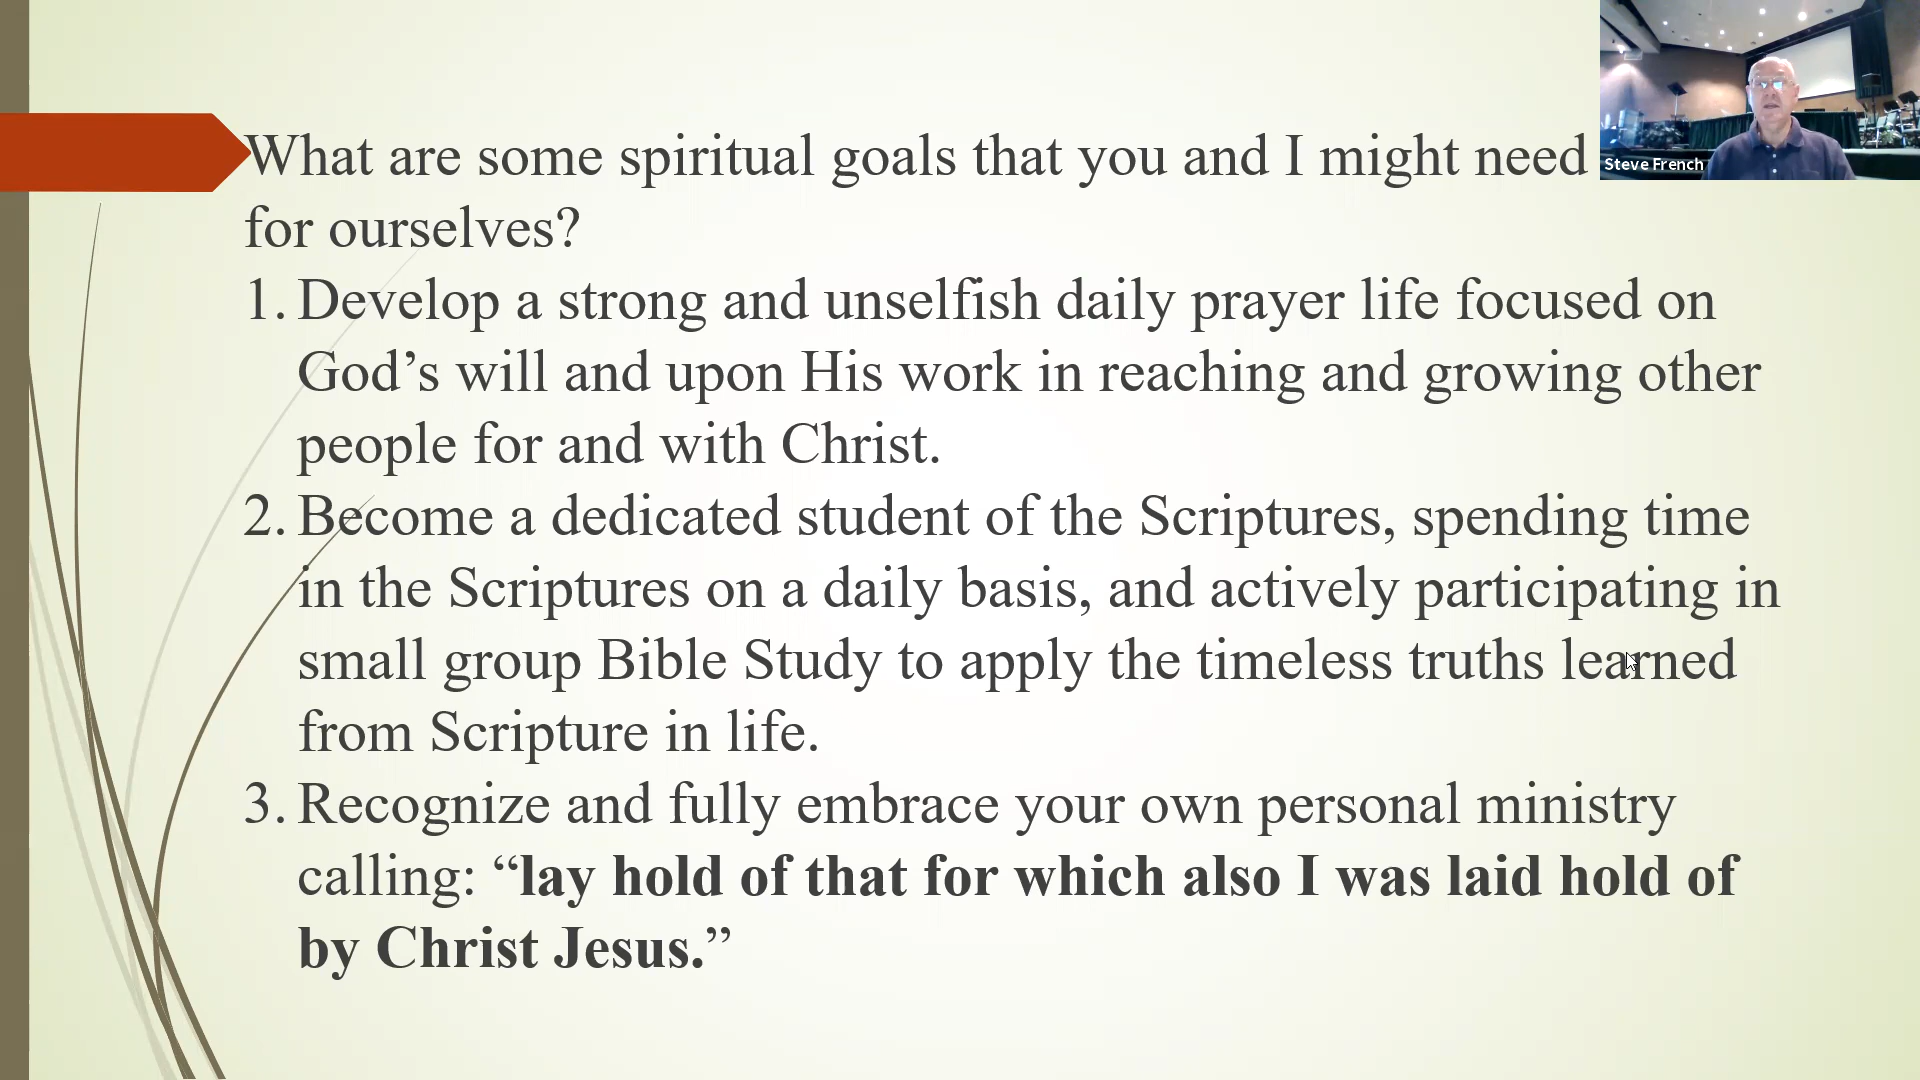 What are some spiritual goals that you and I might need
for ourselves?
1. Develop a strong and unselfish daily prayer life focused on
God’s will and upon His work in reaching and growing other
people for and with Christ.
2. Become a dedicated student of the Scriptures, spending time
in the Scriptures on a daily basis, and actively participating in
small group Bible Study to apply the timeless truths learned
from Scripture in life.
3. Recognize and fully embrace your own personal ministry
calling: “lay hold of that for which also I was laid hold of
by Christ Jesus.”
Steve French